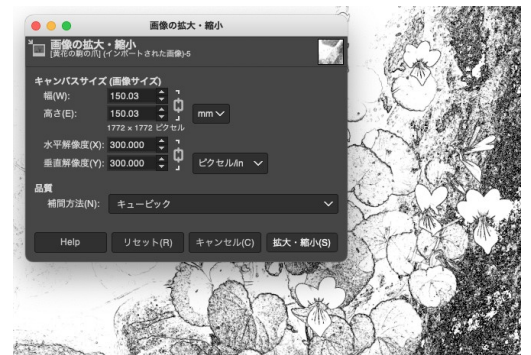 画像の拡大・縮小
画像の拡大・縮小
[黄花の駒の爪] (インポートされた画像)-5
キャンバスサイズ (画像サイズ)
幅(W): 150.03
高さ(E): 150.03 mm
1772 × 1772 ピクセル
水平解像度(X): 300.000
垂直解像度(Y): 300.000 ピクセル/in
品質
補間方法(N): キュービック
Help リセット(R) キャンセル(C) 拡大・縮小(S)